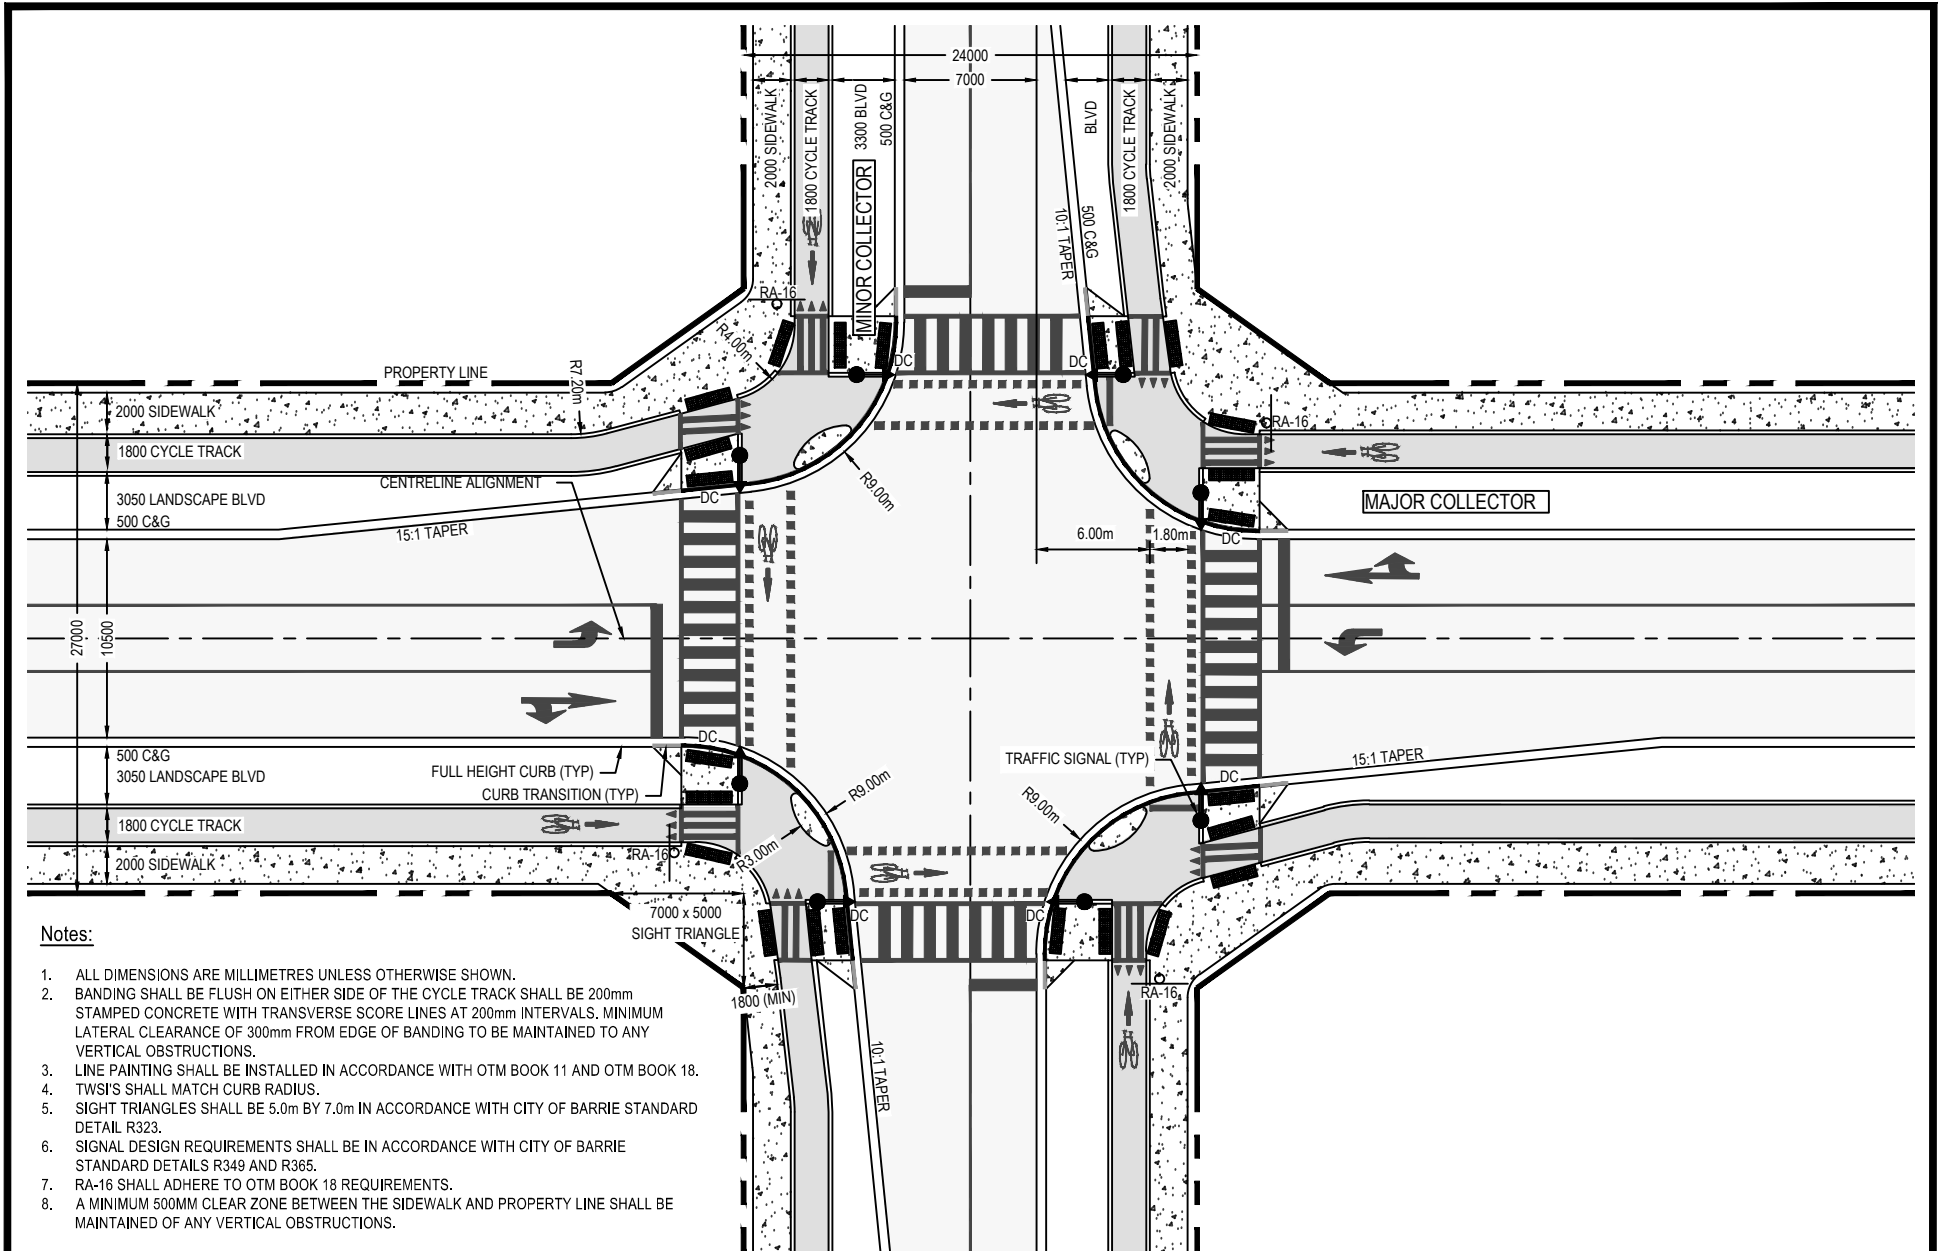 24000
7000
2000 SIDEWALK
1800 CYCLE TRACK
3300 BLVD
500 C&G
BLVD
1800 CYCLE TRACK
2000 SIDEWALK
MINOR COLLECTOR
10:1 TAPER
500 C&G
RA-16
R4.00m
DC
DC
PROPERTY LINE
R7.20m
2000 SIDEWALK
1800 CYCLE TRACK
CENTRELINE ALIGNMENT
3050 LANDSCAPE BLVD
500 C&G
15:1 TAPER
DC
R9.00m
RA-16
MAJOR COLLECTOR
6.00m
1.80m
DC
27000
10500
DC
500 C&G
3050 LANDSCAPE BLVD
FULL HEIGHT CURB (TYP)
CURB TRANSITION (TYP)
R9.00m
TRAFFIC SIGNAL (TYP)
DC
15:1 TAPER
R9.00m
1800 CYCLE TRACK
2000 SIDEWALK
RA-16
R3.00m
7000 x 5000
SIGHT TRIANGLE
DC
DC
1800 (MIN)
RA-16
10:1 TAPER
Notes:
1. ALL DIMENSIONS ARE MILLIMETRES UNLESS OTHERWISE SHOWN.
2. BANDING SHALL BE FLUSH ON EITHER SIDE OF THE CYCLE TRACK SHALL BE 200mm
STAMPED CONCRETE WITH TRANSVERSE SCORE LINES AT 200mm INTERVALS. MINIMUM
LATERAL CLEARANCE OF 300mm FROM EDGE OF BANDING TO BE MAINTAINED TO ANY
VERTICAL OBSTRUCTIONS.
3. LINE PAINTING SHALL BE INSTALLED IN ACCORDANCE WITH OTM BOOK 11 AND OTM BOOK 18.
4. TWSI'S SHALL MATCH CURB RADIUS.
5. SIGHT TRIANGLES SHALL BE 5.0m BY 7.0m IN ACCORDANCE WITH CITY OF BARRIE STANDARD
DETAIL R323.
6. SIGNAL DESIGN REQUIREMENTS SHALL BE IN ACCORDANCE WITH CITY OF BARRIE
STANDARD DETAILS R349 AND R365.
7. RA-16 SHALL ADHERE TO OTM BOOK 18 REQUIREMENTS.
8. A MINIMUM 500MM CLEAR ZONE BETWEEN THE SIDEWALK AND PROPERTY LINE SHALL BE
MAINTAINED OF ANY VERTICAL OBSTRUCTIONS.